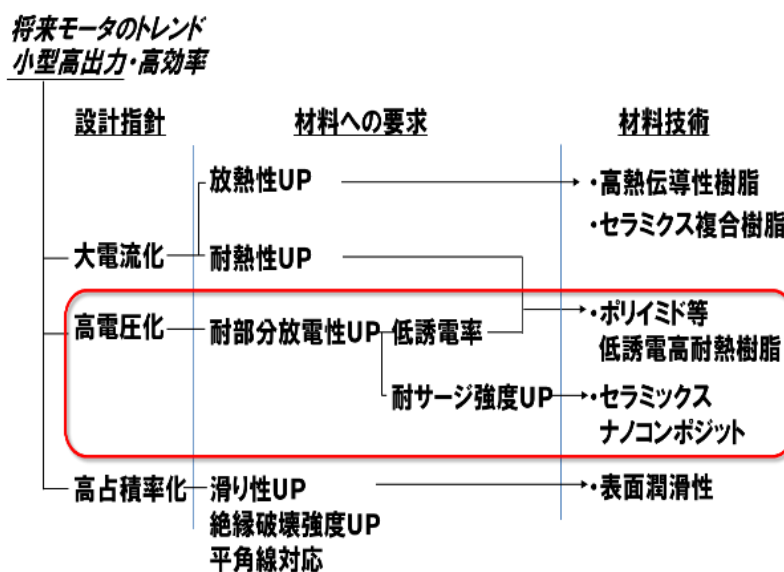 将来モータのトレンド
小型高出力・高効率
設計指針
材料への要求
材料技術
放熱性UP
・高熱伝導性樹脂
・セラミクス複合樹脂
大電流化
耐熱性UP
高電圧化
耐部分放電性UP
低誘電率
・ポリイミド等
低誘電高耐熱樹脂
耐サージ強度UP
・セラミックス
ナノコンポジット
高占積率化
滑り性UP
・表面潤滑性
絶縁破壊強度UP
平角線対応